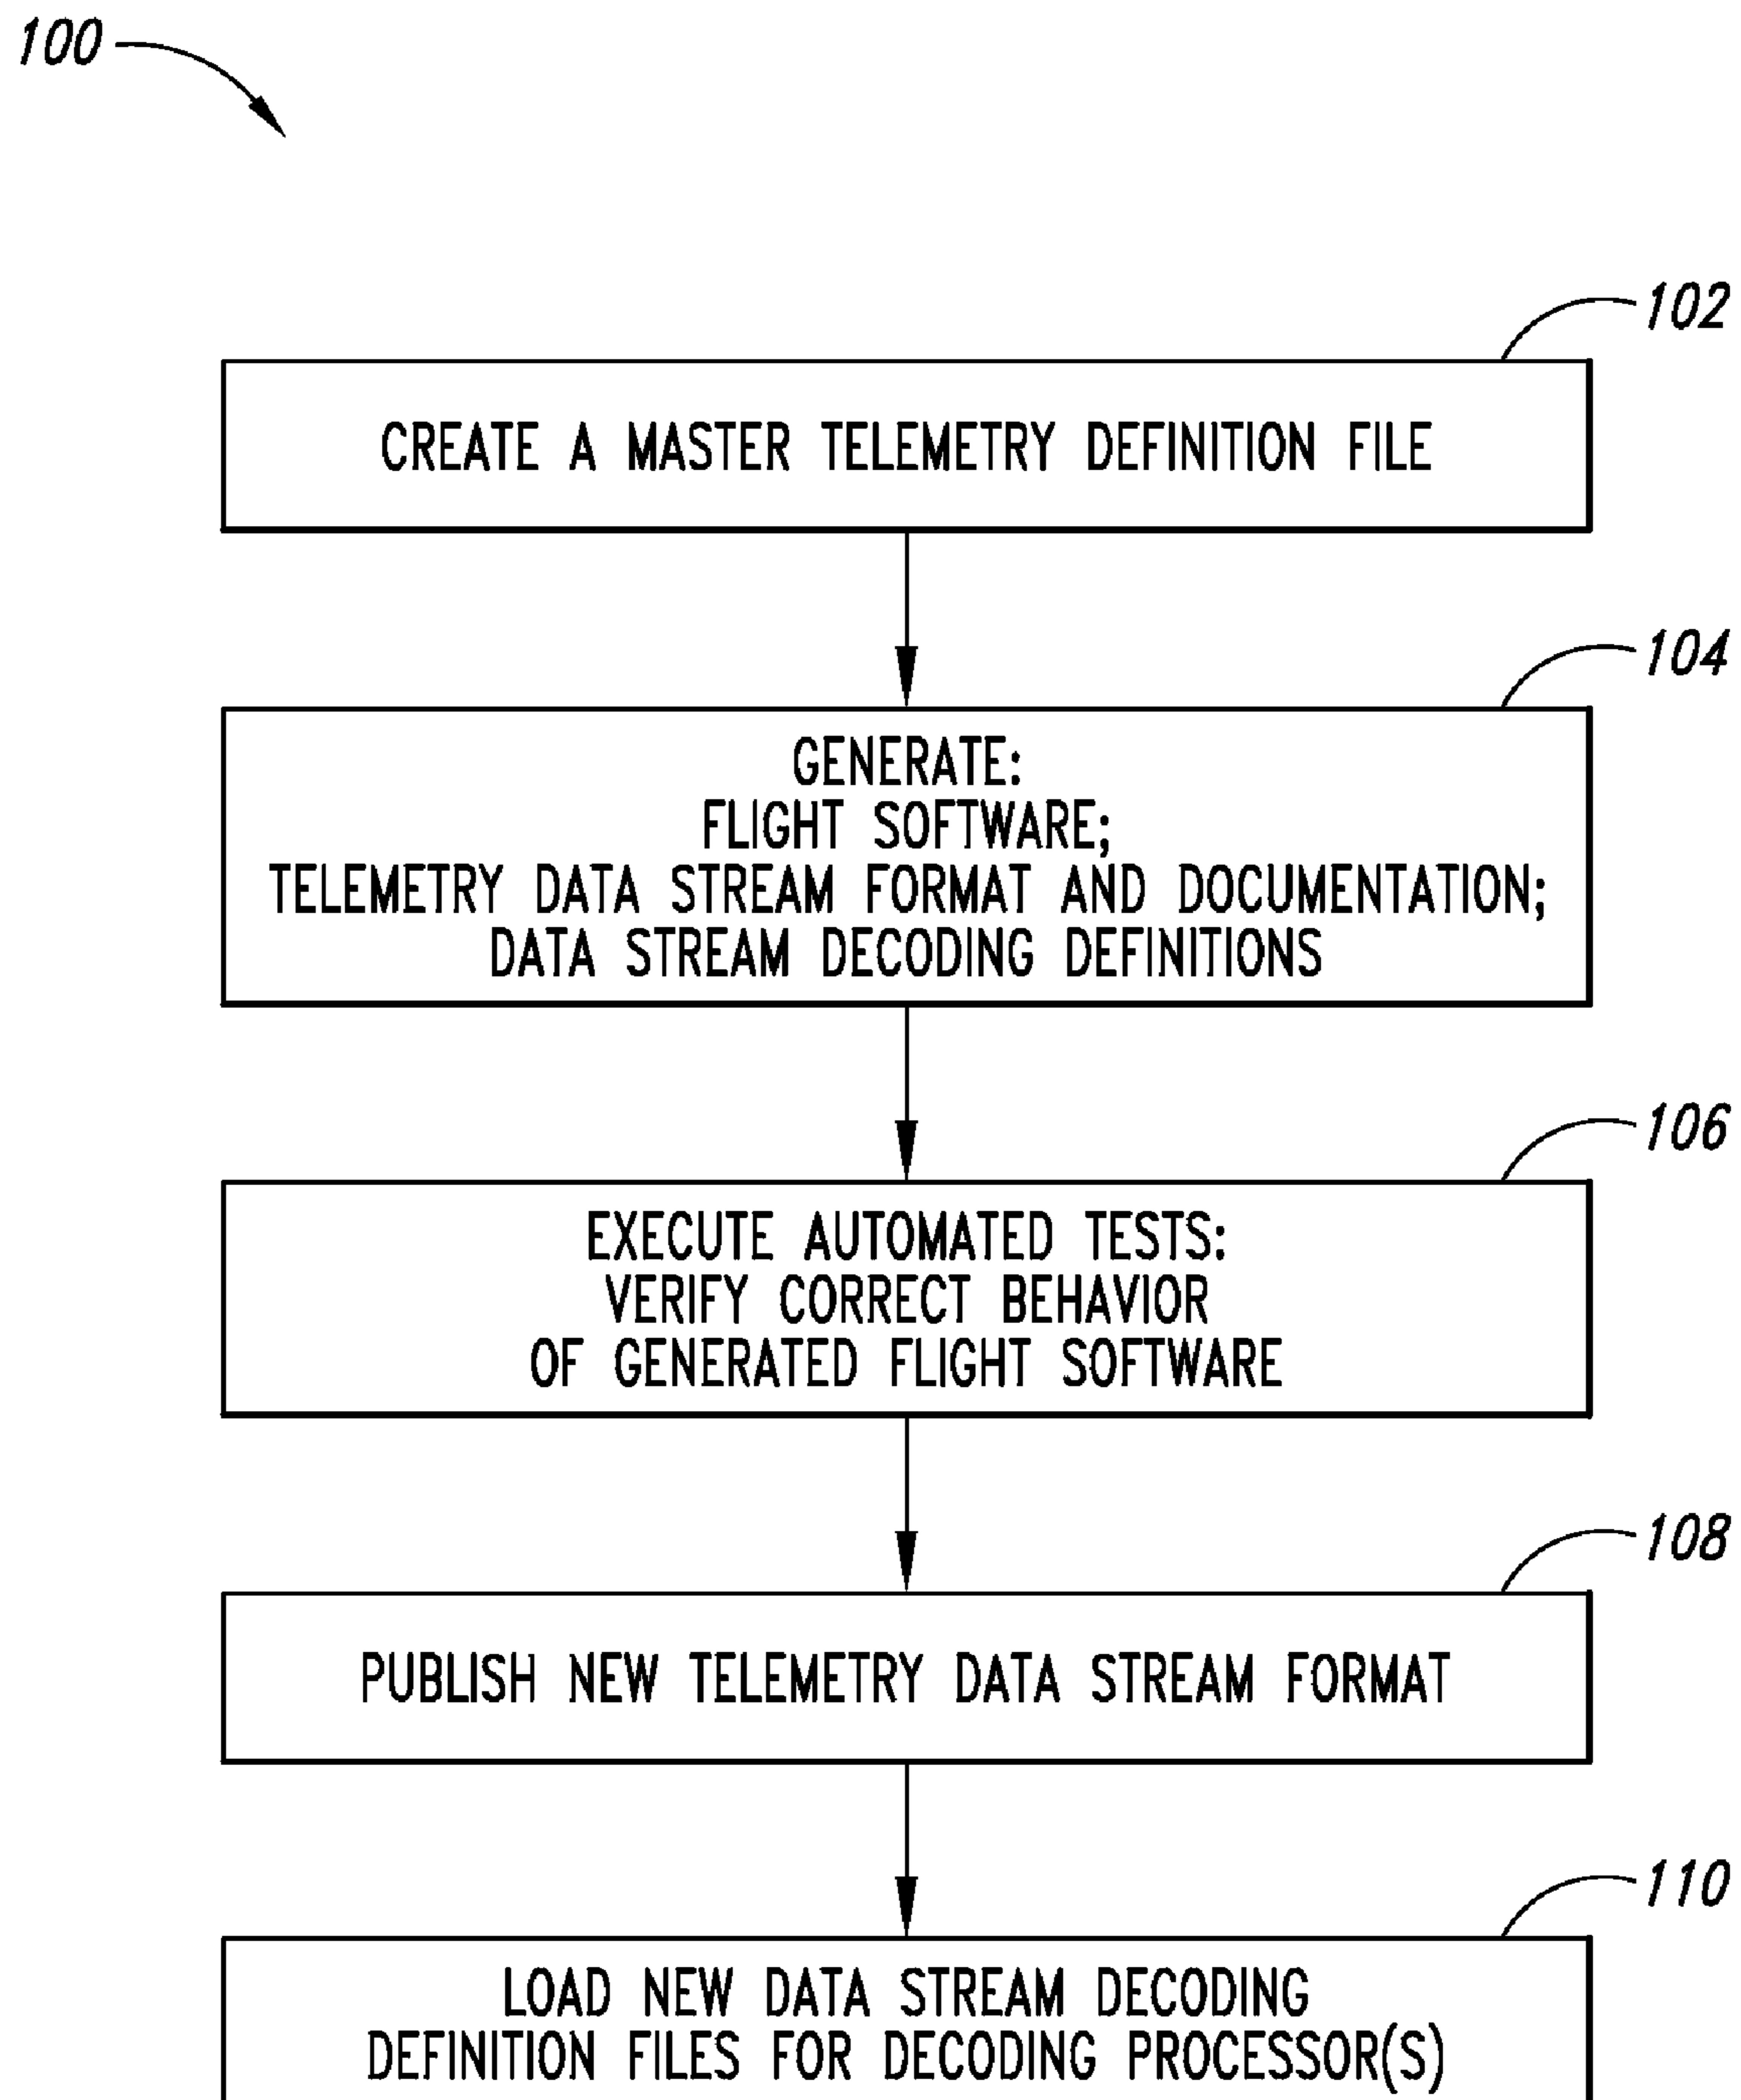 100
102
CREATE A MASTER TELEMETRY DEFINITION FILE
104
GENERATE:
FLIGHT SOFTWARE;
TELEMETRY DATA STREAM FORMAT AND DOCUMENTATION;
DATA STREAM DECODING DEFINITIONS
106
EXECUTE AUTOMATED TESTS:
VERIFY CORRECT BEHAVIOR
OF GENERATED FLIGHT SOFTWARE
108
PUBLISH NEW TELEMETRY DATA STREAM FORMAT
110
LOAD NEW DATA STREAM DECODING
DEFINITION FILES FOR DECODING PROCESSOR(S)